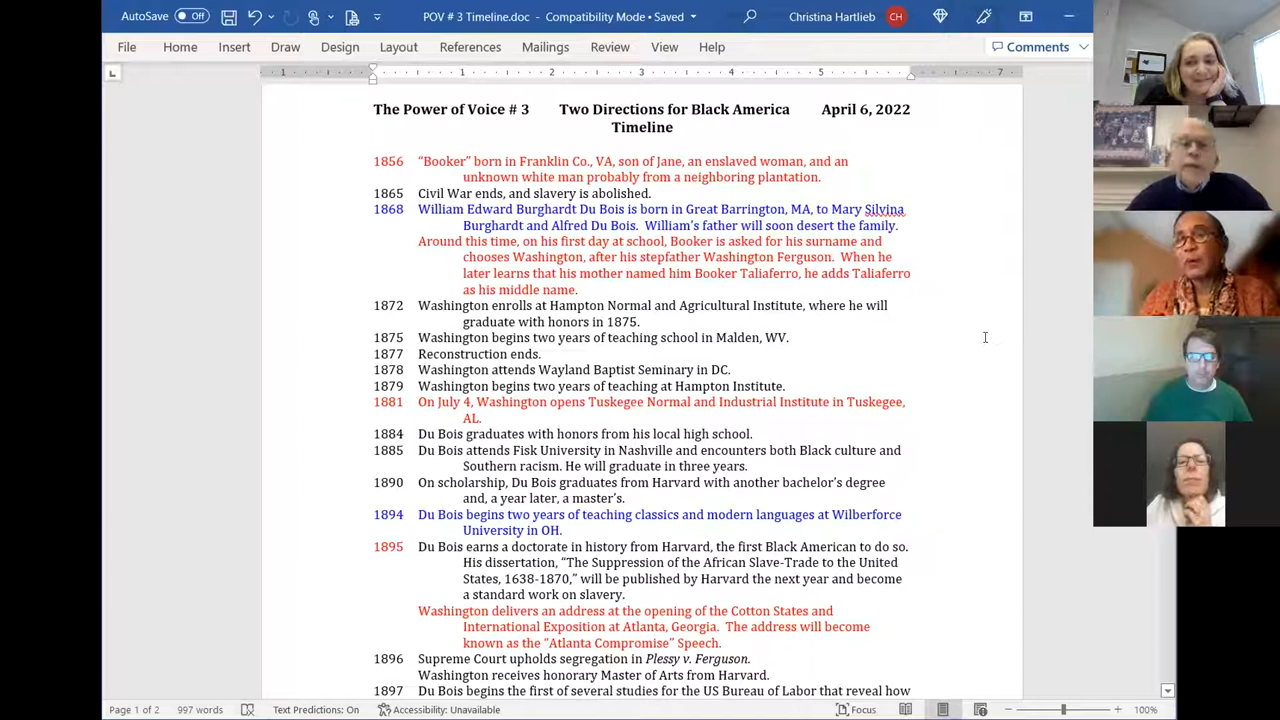 AutoSave Off POV # 3 Timeline.doc - Compatibility Mode • Saved Christina Hartlieb CH
File Home Insert Draw Design Layout References Mailings Review View Help Comments
1 1 2 3 4 5 7
The Power of Voice # 3 Two Directions for Black America April 6, 2022
Timeline
1856 “Booker” born in Franklin Co., VA, son of Jane, an enslaved woman, and an
unknown white man probably from a neighboring plantation.
1865 Civil War ends, and slavery is abolished.
1868 William Edward Burghardt Du Bois is born in Great Barrington, MA, to Mary Silvina
Burghardt and Alfred Du Bois. William’s father will soon desert the family.
Around this time, on his first day at school, Booker is asked for his surname and
chooses Washington, after his stepfather Washington Ferguson. When he
later learns that his mother named him Booker Taliaferro, he adds Taliaferro
as his middle name.
1872 Washington enrolls at Hampton Normal and Agricultural Institute, where he will
graduate with honors in 1875.
1875 Washington begins two years of teaching school in Malden, WV.
1877 Reconstruction ends.
1878 Washington attends Wayland Baptist Seminary in DC.
1879 Washington begins two years of teaching at Hampton Institute.
1881 On July 4, Washington opens Tuskegee Normal and Industrial Institute in Tuskegee,
AL.
1884 Du Bois graduates with honors from his local high school.
1885 Du Bois attends Fisk University in Nashville and encounters both Black culture and
Southern racism. He will graduate in three years.
1890 On scholarship, Du Bois graduates from Harvard with another bachelor’s degree
and, a year later, a master’s.
1894 Du Bois begins two years of teaching classics and modern languages at Wilberforce
University in OH.
1895 Du Bois earns a doctorate in history from Harvard, the first Black American to do so.
His dissertation, “The Suppression of the African Slave-Trade to the United
States, 1638-1870,” will be published by Harvard the next year and become
a standard work on slavery.
Washington delivers an address at the opening of the Cotton States and
International Exposition at Atlanta, Georgia. The address will become
known as the “Atlanta Compromise” Speech.
1896 Supreme Court upholds segregation in Plessy v. Ferguson.
Washington receives honorary Master of Arts from Harvard.
1897 Du Bois begins the first of several studies for the US Bureau of Labor that reveal how
Page 1 of 2 997 words Text Predictions: On Accessibility: Unavailable Focus 100%